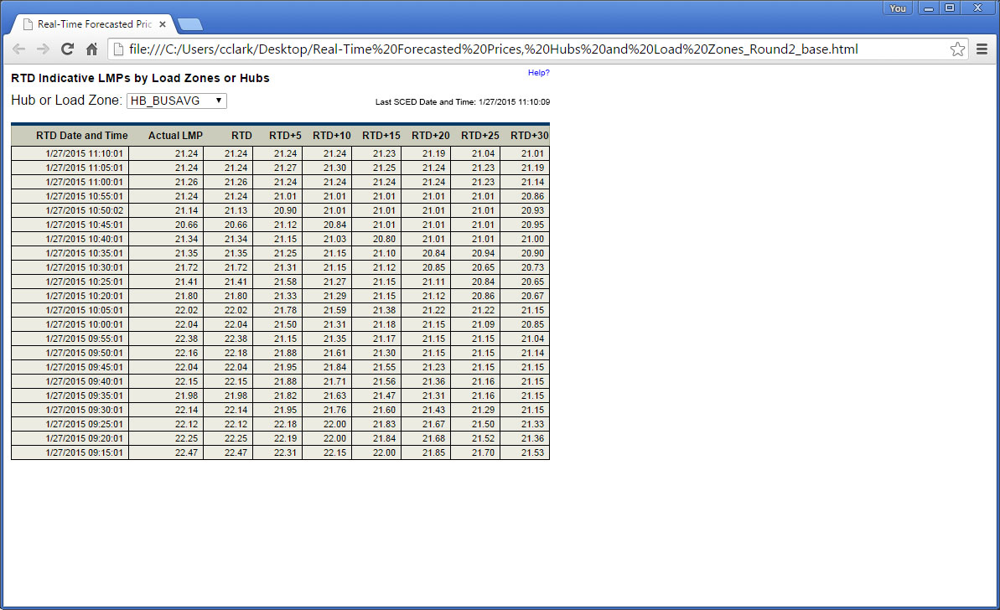 You
Real-Time Forecasted Pric
file:///C:/Users/cclark/Desktop/Real-Time%20Forecasted%20Prices,%20Hubs%20and%20Load%20Zones_Round2_base.html
RTD Indicative LMPs by Load Zones or Hubs Help?
Hub or Load Zone: HB_BUSAVG Last SCED Date and Time: 1/27/2015 11:10:09
RTD Date and Time Actual LMP RTD RTD+5 RTD+10 RTD+15 RTD+20 RTD+25 RTD+30
1/27/2015 11:10:01 21.24 21.24 21.24 21.24 21.23 21.19 21.04 21.01
1/27/2015 11:05:01 21.24 21.24 21.27 21.30 21.25 21.24 21.23 21.19
1/27/2015 11:00:01 21.26 21.26 21.24 21.24 21.24 21.24 21.23 21.14
1/27/2015 10:55:01 21.24 21.24 21.01 21.01 21.01 21.01 21.01 20.86
1/27/2015 10:50:02 21.14 21.13 20.90 21.01 21.01 21.01 21.01 20.93
1/27/2015 10:45:01 20.66 20.66 21.12 20.84 21.01 21.01 21.01 20.95
1/27/2015 10:40:01 21.34 21.34 21.15 21.03 20.80 21.01 21.01 21.00
1/27/2015 10:35:01 21.35 21.35 21.25 21.15 21.10 20.84 20.94 20.90
1/27/2015 10:30:01 21.72 21.72 21.31 21.15 21.12 20.85 20.65 20.73
1/27/2015 10:25:01 21.41 21.41 21.58 21.27 21.15 21.11 20.84 20.65
1/27/2015 10:20:01 21.80 21.80 21.33 21.29 21.15 21.12 20.86 20.67
1/27/2015 10:05:01 22.02 22.02 21.78 21.59 21.38 21.22 21.22 21.15
1/27/2015 10:00:01 22.04 22.04 21.50 21.31 21.18 21.15 21.09 20.85
1/27/2015 09:55:01 22.38 22.38 21.15 21.35 21.17 21.15 21.15 21.04
1/27/2015 09:50:01 22.16 22.18 21.88 21.61 21.30 21.15 21.15 21.14
1/27/2015 09:45:01 22.04 22.04 21.95 21.84 21.55 21.23 21.15 21.15
1/27/2015 09:40:01 22.15 22.15 21.88 21.71 21.56 21.36 21.16 21.15
1/27/2015 09:35:01 21.98 21.98 21.82 21.63 21.47 21.31 21.16 21.15
1/27/2015 09:30:01 22.14 22.14 21.95 21.76 21.60 21.43 21.29 21.15
1/27/2015 09:25:01 22.12 22.12 22.18 22.00 21.83 21.67 21.50 21.33
1/27/2015 09:20:01 22.25 22.25 22.19 22.00 21.84 21.68 21.52 21.36
1/27/2015 09:15:01 22.47 22.47 22.31 22.15 22.00 21.85 21.70 21.53